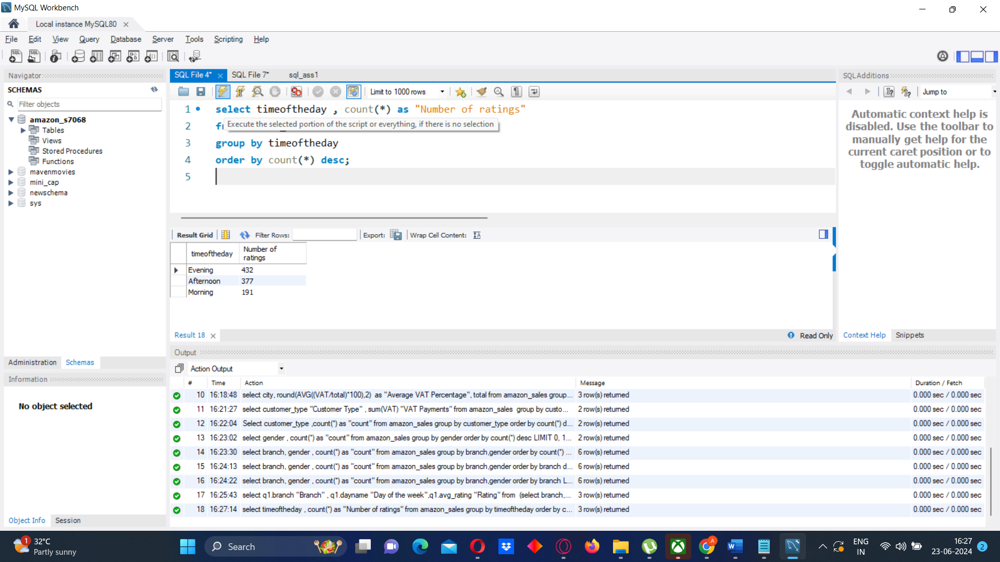 MySQL Workbench
Local instance MySQL80
File Edit View Query Database Server Tools Scripting Help
Navigator
SCHEMAS
Filter objects
amazon_s7068
Tables
Views
Stored Procedures
Functions
mavenmovies
mini_cap
newschema
sys
Administration Schemas
Information
No object selected
Object Info Session
SQL File 4* SQL File 7* sql_ass1
Limit to 1000 rows
1 select timeoftheday , count(*) as "Number of ratings"
2
Execute the selected portion of the script or everything, if there is no selection
3 group by timeoftheday
4 order by count(*) desc;
5
Result Grid Filter Rows: Export: Wrap Cell Content:
timeoftheday Number of
ratings
Evening 432
Afternoon 377
Morning 191
Result 18 Read Only
Output
Action Output
# Time Action Message Duration / Fetch
10 16:18:48 select city, round(AVG((VAT/total)*100),2) as "Average VAT Percentage", total from amazon_sales group... 3 row(s) returned 0.000 sec / 0.000 sec
11 16:21:27 select customer_type "Customer Type" , sum(VAT) "VAT Payments" from amazon_sales group by custo... 2 row(s) returned 0.000 sec / 0.000 sec
12 16:22:04 Select customer_type ,count(*) as "count" from amazon_sales group by customer_type order by count(*) d... 2 row(s) returned 0.000 sec / 0.000 sec
13 16:23:02 select gender , count(*) as "count" from amazon_sales group by gender order by count(*) desc LIMIT 0, 1... 2 row(s) returned 0.000 sec / 0.000 sec
14 16:23:30 select branch, gender , count(*) as "count" from amazon_sales group by branch,gender order by count(*) ... 6 row(s) returned 0.000 sec / 0.000 sec
15 16:24:13 select branch, gender , count(*) as "count" from amazon_sales group by branch,gender order by branch d... 6 row(s) returned 0.000 sec / 0.000 sec
16 16:24:22 select branch, gender , count(*) as "count" from amazon_sales group by branch,gender order by branch L... 6 row(s) returned 0.000 sec / 0.000 sec
17 16:25:43 select q1.branch "Branch" , q1.dayname "Day of the week",q1.avg_rating "Rating" from (select branch,... 3 row(s) returned 0.000 sec / 0.000 sec
18 16:27:14 select timeoftheday , count(*) as "Number of ratings" from amazon_sales group by timeoftheday order by c... 3 row(s) returned 0.000 sec / 0.000 sec
SQLAdditions
Jump to
Automatic context help is
disabled. Use the toolbar to
manually get help for the
current caret position or to
toggle automatic help.
Context Help Snippets
1
32°C
Partly sunny
Search
A
ENG
IN
16:27
23-06-2024
2